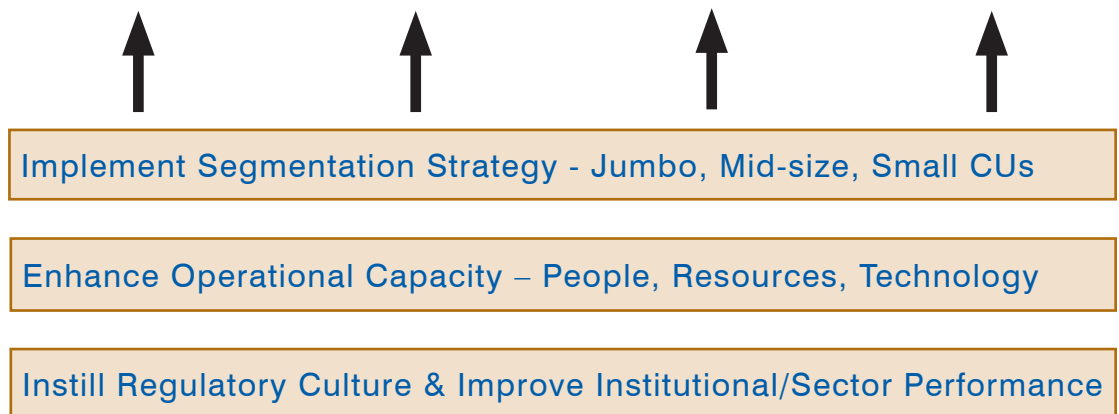 Implement Segmentation Strategy - Jumbo, Mid-size, Small CUs
Enhance Operational Capacity – People, Resources, Technology
Instill Regulatory Culture & Improve Institutional/Sector Performance